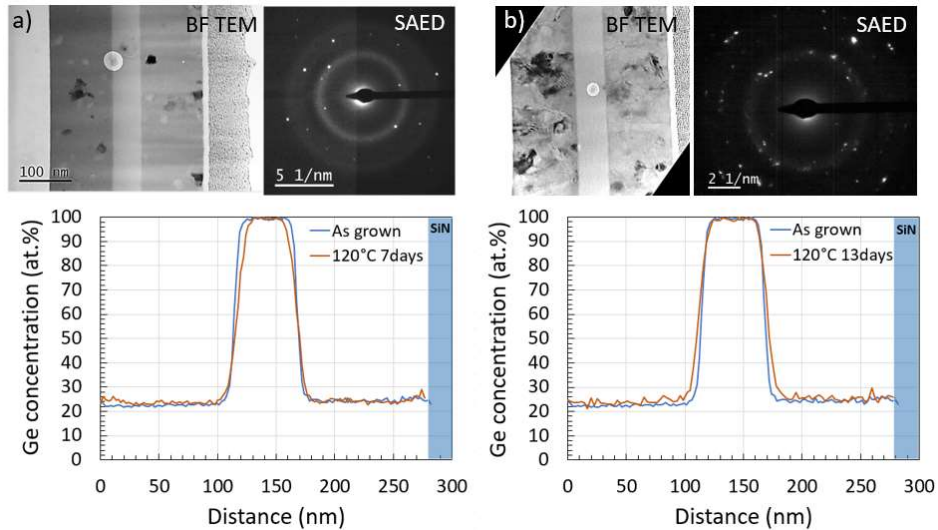 a)
BF TEM
SAED
100 nm
5 1/nm
b)
BF TEM
SAED
2 1/nm
100
90
80
70
60
50
40
30
20
10
0
Ge concentration (at.%)
As grown
120°C 7days
SiN
0
50
100
150
200
250
300
Distance (nm)
100
90
80
70
60
50
40
30
20
10
0
Ge concentration (at.%)
As grown
120°C 13days
SiN
0
50
100
150
200
250
300
Distance (nm)